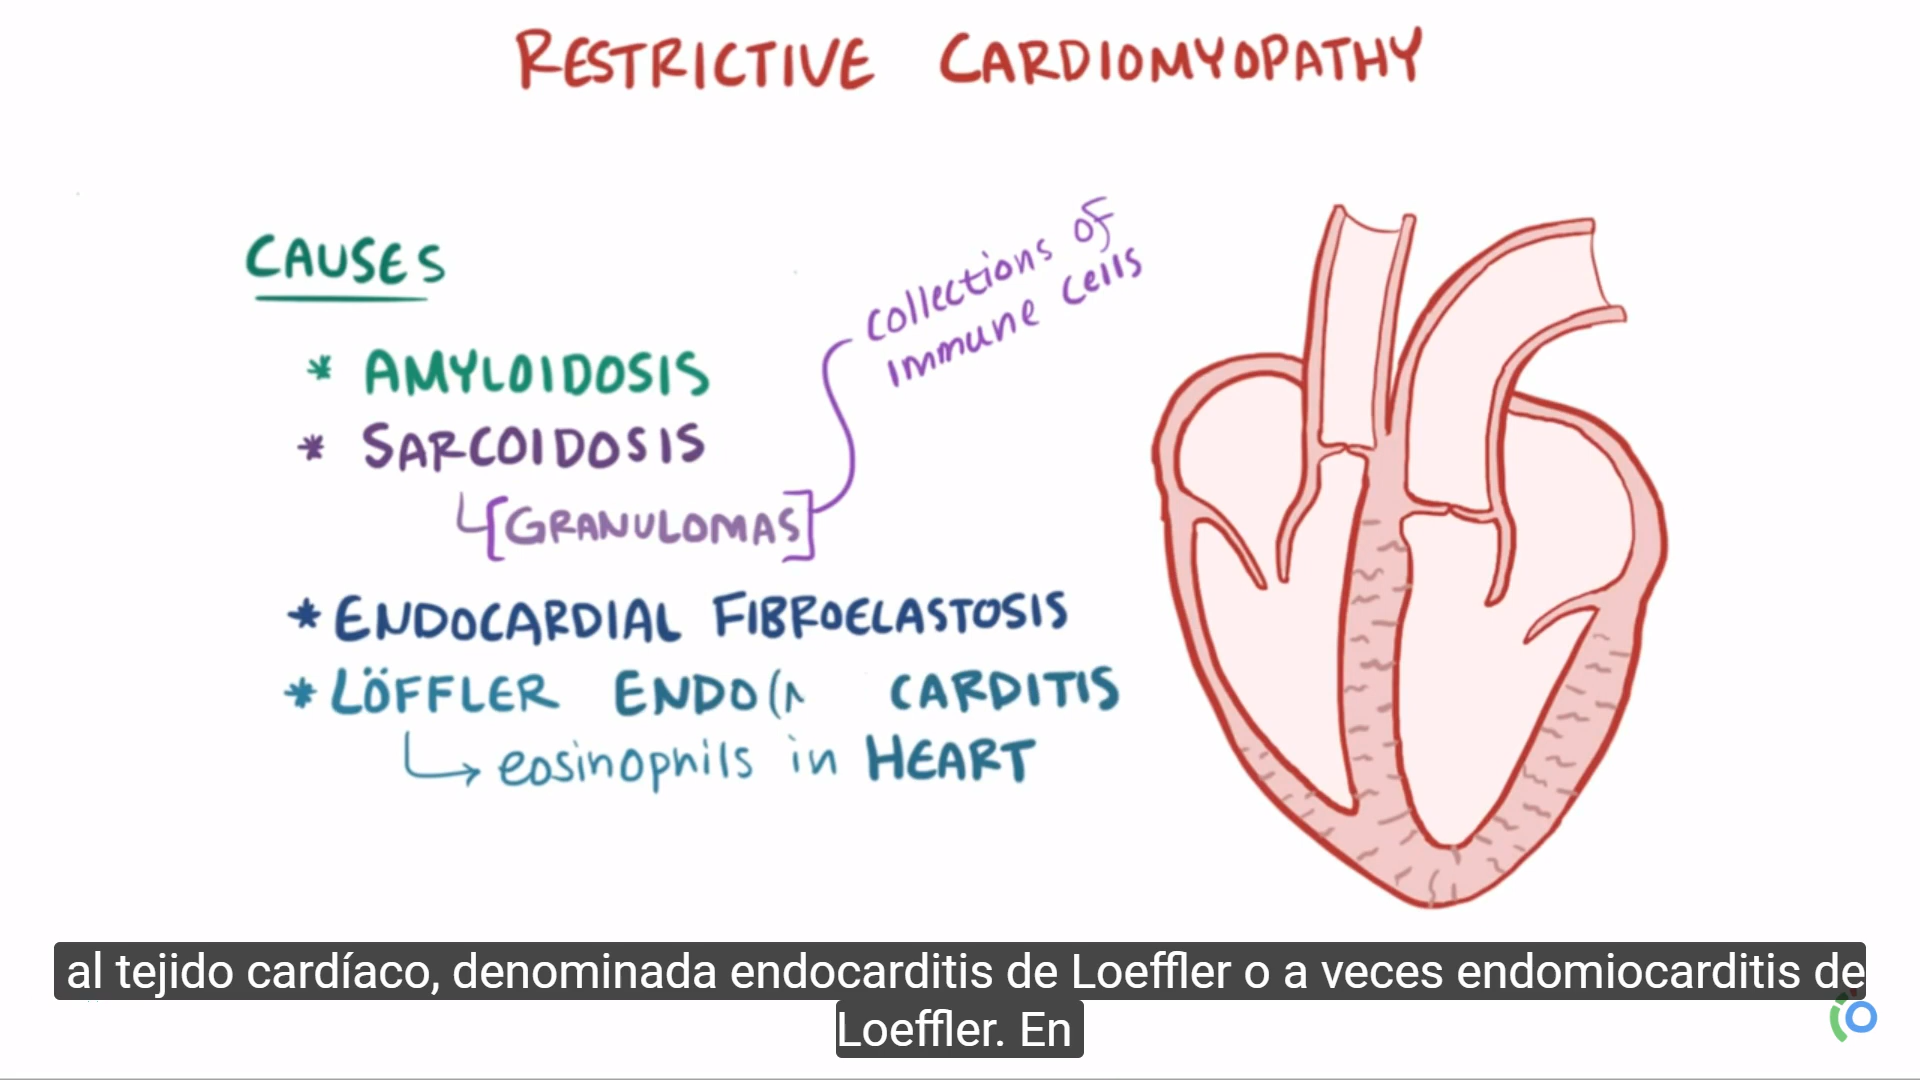 RESTRICTIVE CARDIOMYOPATHY
CAUSES
* AMYLOIDOSIS
* SARCOIDOSIS
[GRANULOMAS]
collections of
immune cells
* ENDOCARDIAL FIBROELASTOSIS
* LÖFFLER ENDO( CARDITIS
eosinophils in HEART
al tejido cardíaco, denominada endocarditis de Loeffler o a veces endomiocarditis de
Loeffler. En